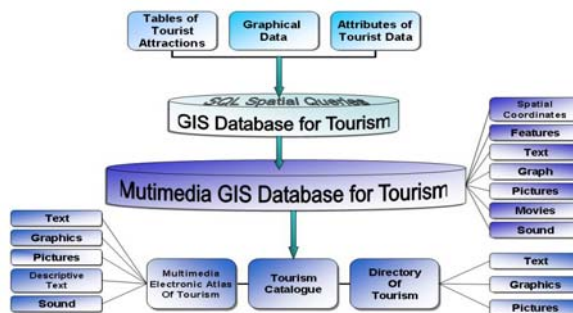 Tables of
Tourist
Attractions
Graphical
Data
Attributes of
Tourist Data
SQL Spatial Queries
GIS Database for Tourism
Mutimedia GIS Database for Tourism
Spatial
Coordinates
Features
Text
Graph
Pictures
Movies
Sound
Text
Graphics
Pictures
Descriptive
Text
Sound
Multimedia
Electronic Atlas
Of Tourism
Tourism
Catalogue
Directory
Of
Tourism
Text
Graphics
Pictures